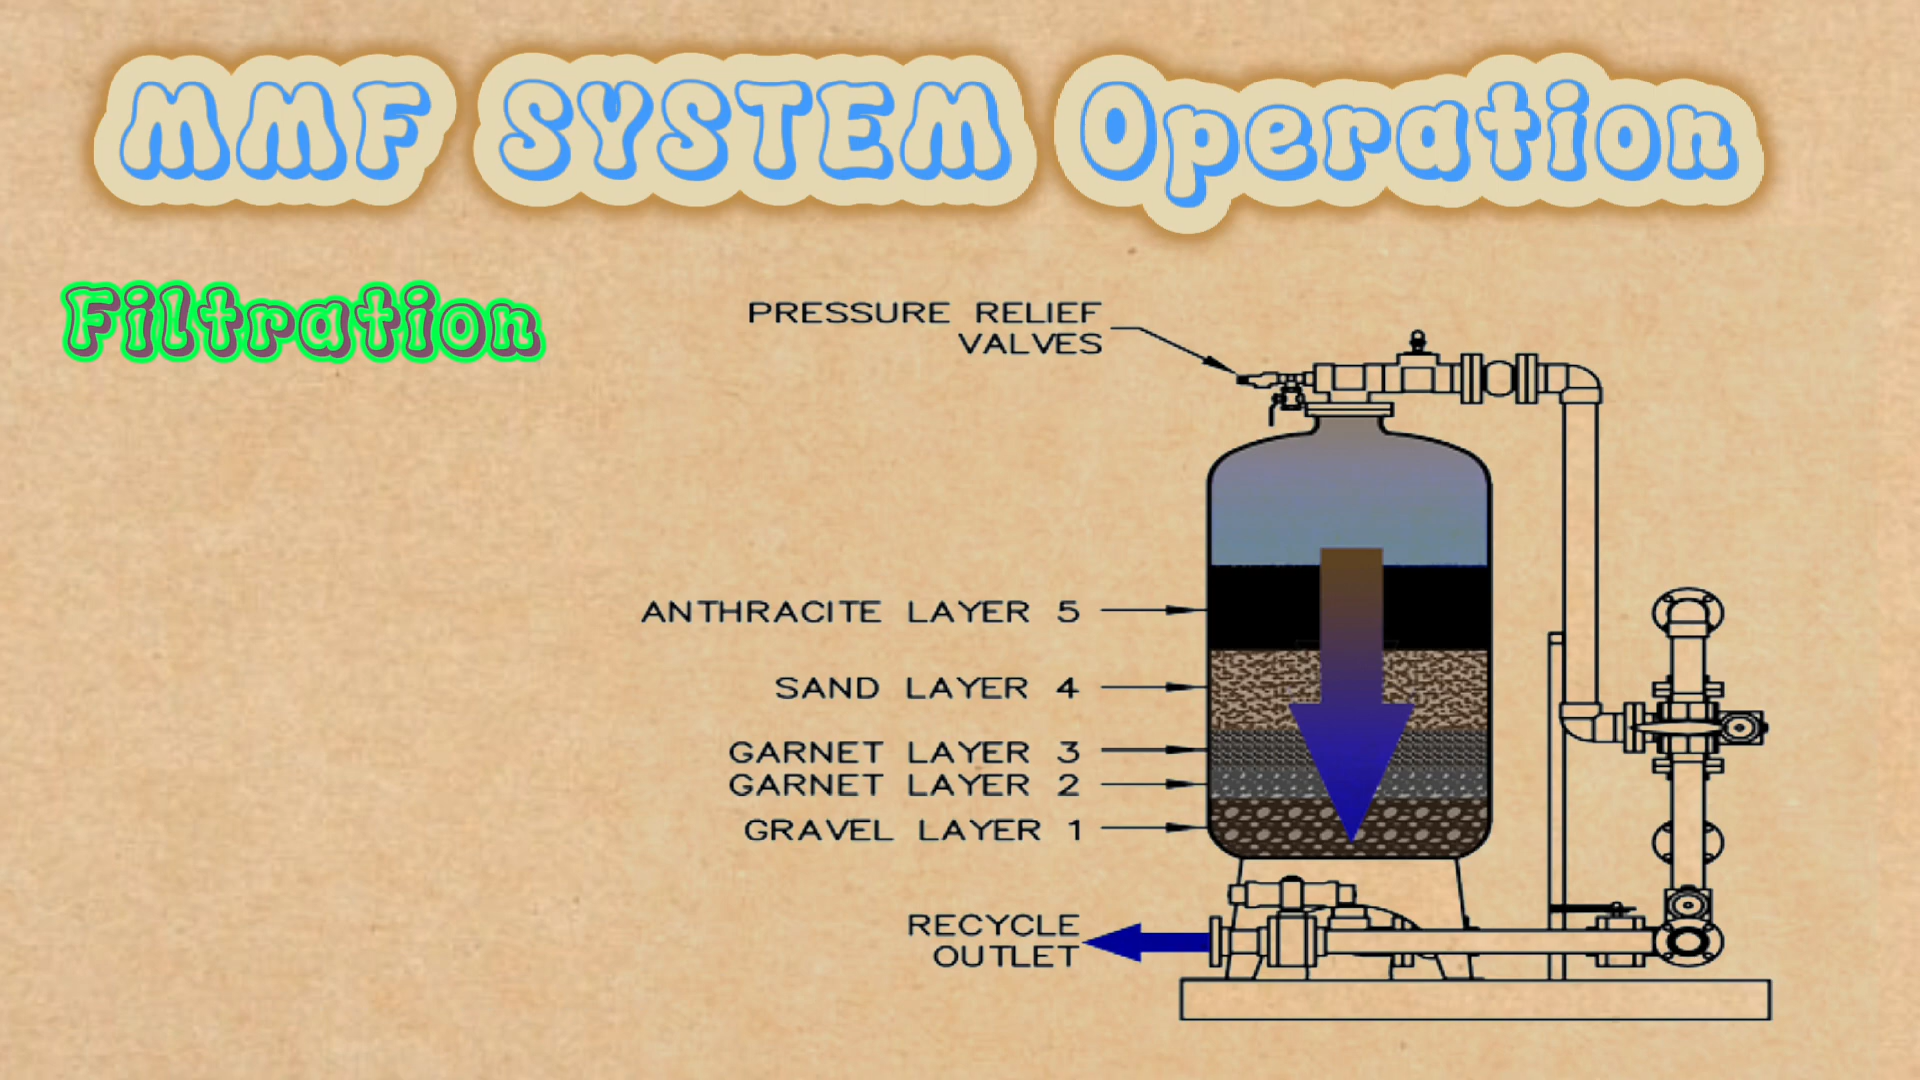 MMF SYSTEM Operation
Filtration
PRESSURE RELIEF
VALVES
ANTHRACITE LAYER 5
SAND LAYER 4
GARNET LAYER 3
GARNET LAYER 2
GRAVEL LAYER 1
RECYCLE
OUTLET